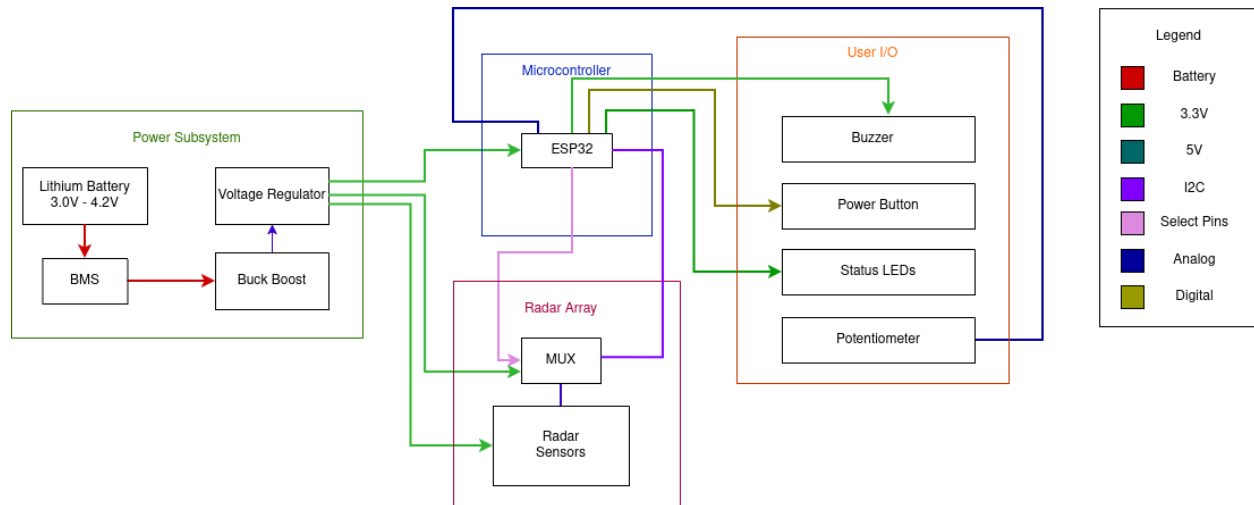 Power Subsystem
Lithium Battery
3.0V - 4.2V
Voltage Regulator
BMS
Buck Boost
Microcontroller
ESP32
Radar Array
MUX
Radar
Sensors
User I/O
Buzzer
Power Button
Status LEDs
Potentiometer
Legend
Battery
3.3V
5V
I2C
Select Pins
Analog
Digital